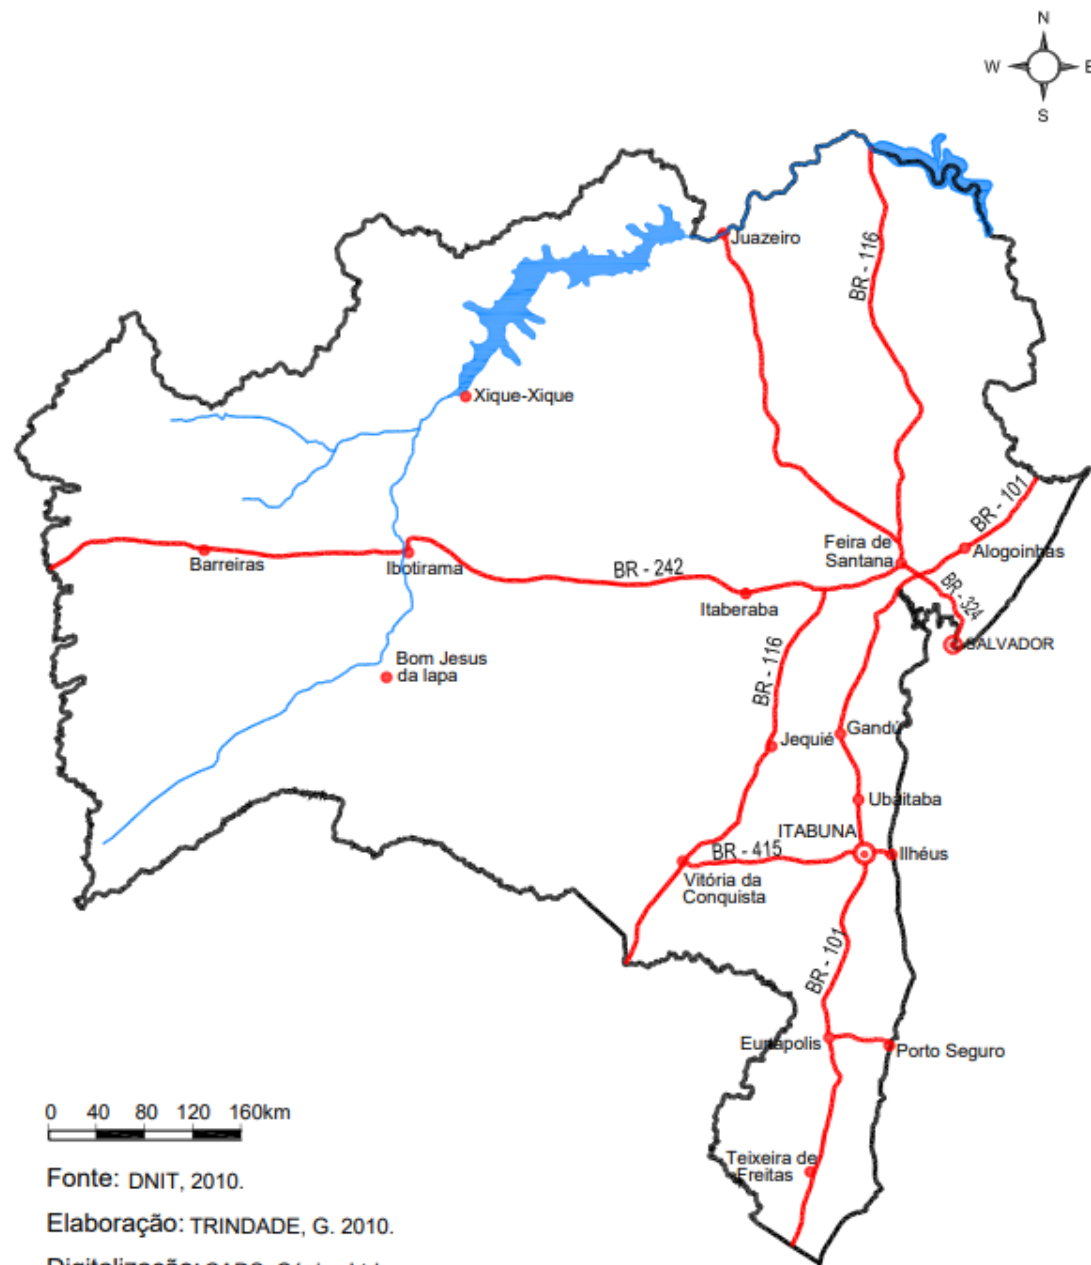 N
W
E
S
Juazeiro
BR - 116
Xique-Xique
BR - 101
Feira de
Santana
Alogoinhas
Barreiras
Ibotirama
BR - 242
Itaberaba
BR - 324
SALVADOR
Bom Jesus
da lapa
BR - 116
Jequié
Gandú
Ubaitaba
ITABUNA
BR - 415
Ilhéus
Vitória da
Conquista
BR - 101
Eunápolis
Porto Seguro
0 40 80 120 160km
Teixeira de
Freitas
Fonte: DNIT, 2010.
Elaboração: TRINDADE, G. 2010.